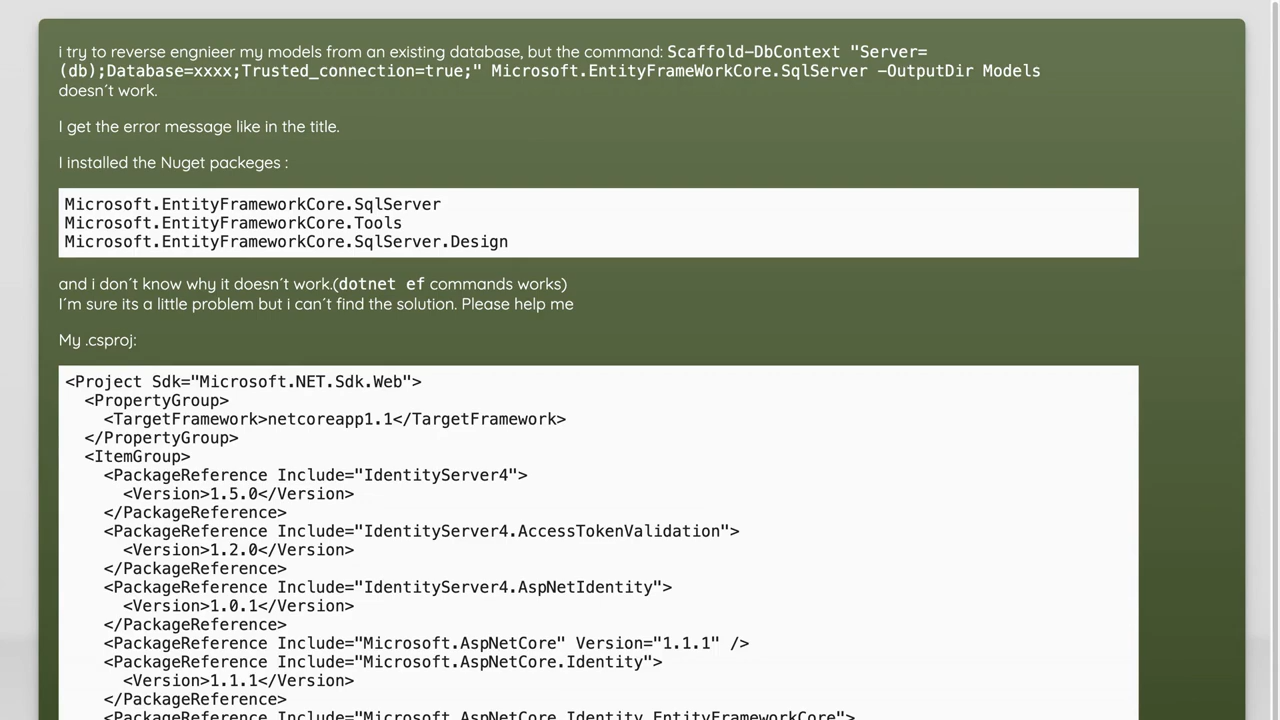 i try to reverse engnieer my models from an existing database, but the command: Scaffold-DbContext "Server=
(db);Database=xxxx;Trusted_connection=true;" Microsoft.EntityFrameWorkCore.SqlServer -OutputDir Models
doesn´t work.
I get the error message like in the title.
I installed the Nuget packeges :
Microsoft.EntityFrameworkCore.SqlServer
Microsoft.EntityFrameworkCore.Tools
Microsoft.EntityFrameworkCore.SqlServer.Design
and i don´t know why it doesn´t work.(dotnet ef commands works)
I´m sure its a little problem but i can´t find the solution. Please help me
My .csproj:
<Project Sdk="Microsoft.NET.Sdk.Web">
<PropertyGroup>
<TargetFramework>netcoreapp1.1</TargetFramework>
</PropertyGroup>
<ItemGroup>
<PackageReference Include="IdentityServer4">
<Version>1.5.0</Version>
</PackageReference>
<PackageReference Include="IdentityServer4.AccessTokenValidation">
<Version>1.2.0</Version>
</PackageReference>
<PackageReference Include="IdentityServer4.AspNetIdentity">
<Version>1.0.1</Version>
</PackageReference>
<PackageReference Include="Microsoft.AspNetCore" Version="1.1.1" />
<PackageReference Include="Microsoft.AspNetCore.Identity">
<Version>1.1.1</Version>
</PackageReference>
<PackageReference Include="Microsoft.AspNetCore.Identity.EntityFrameworkCore">